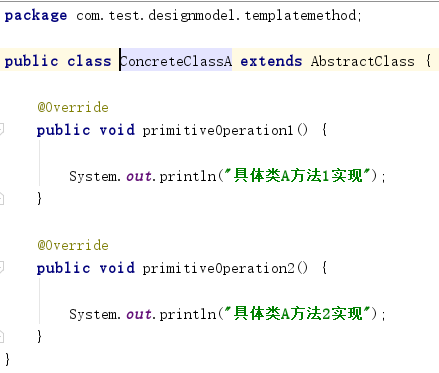 package com.test.designmodel.templatemethod;
public class ConcreteClassA extends AbstractClass {
@Override
public void primitiveOperation1() {
System.out.println("具体类A方法1实现");
}
@Override
public void primitiveOperation2() {
System.out.println("具体类A方法2实现");
}
}